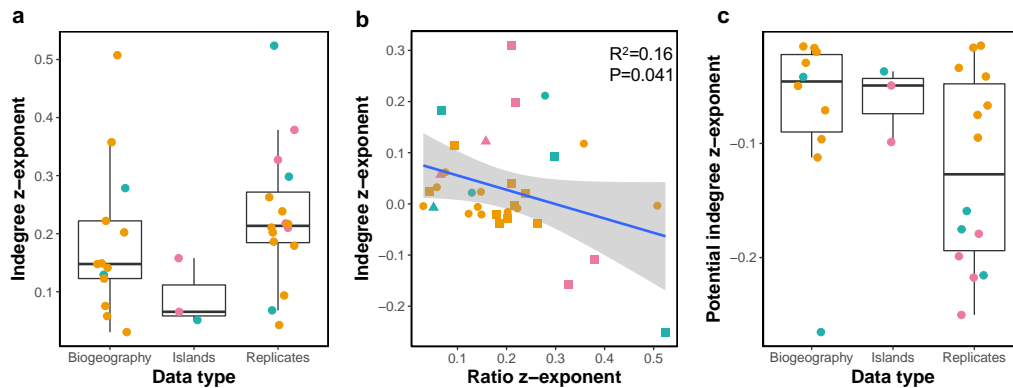 a
Indegree z−exponent
0.5
0.4
0.3
0.2
0.1
Biogeography Islands Replicates
Data type
b
Indegree z−exponent
0.3
0.2
0.1
0.0
−0.1
−0.2
R²=0.16
P=0.041
0.1 0.2 0.3 0.4 0.5
Ratio z−exponent
c
Potential indegree z−exponent
−0.1
−0.2
Biogeography Islands Replicates
Data type